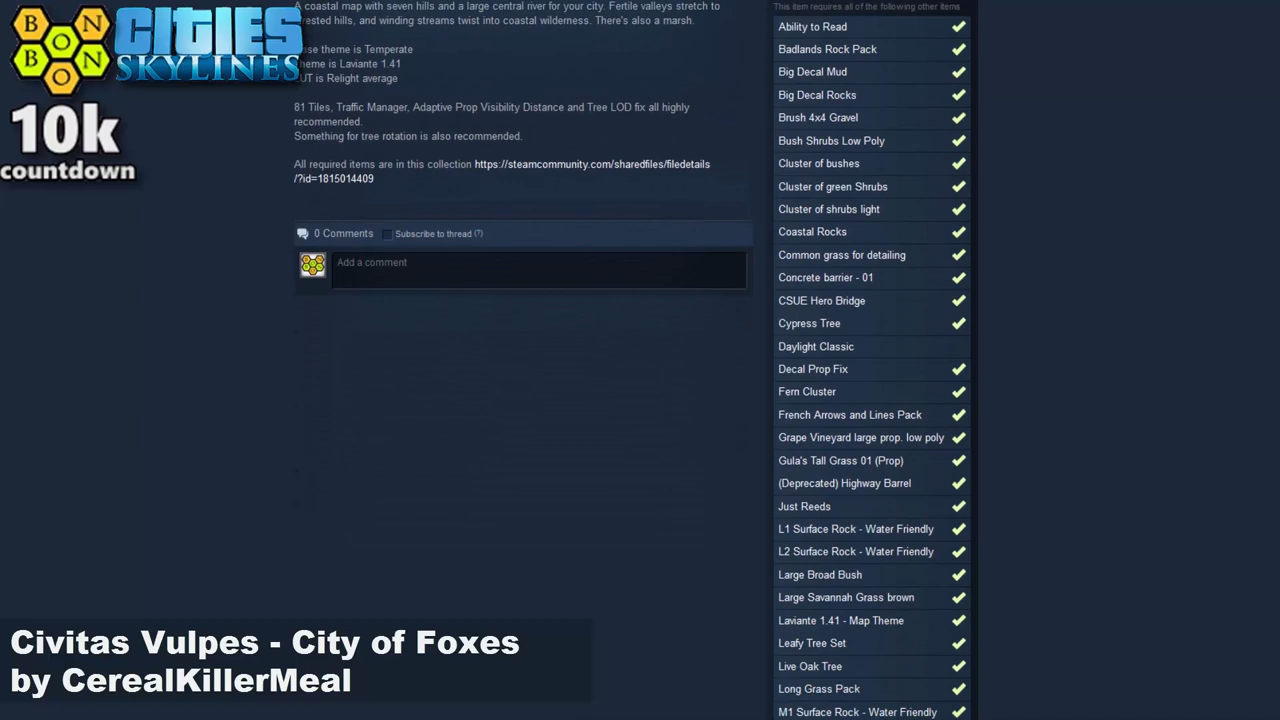 BON
BON
CITIES
SKYLINES
10k
countdown
A coastal map with seven hills and a large central river for your city. Fertile valleys stretch to
rested hills, and winding streams twist into coastal wilderness. There's also a marsh.
se theme is Temperate
heme is Laviante 1.41
UT is Relight average
81 Tiles, Traffic Manager, Adaptive Prop Visibility Distance and Tree LOD fix all highly
recommended.
Something for tree rotation is also recommended.
All required items are in this collection https://steamcommunity.com/sharedfiles/filedetails
/?id=1815014409
0 Comments Subscribe to thread (?)
Add a comment
This item requires all of the following other items
Ability to Read
Badlands Rock Pack
Big Decal Mud
Big Decal Rocks
Brush 4x4 Gravel
Bush Shrubs Low Poly
Cluster of bushes
Cluster of green Shrubs
Cluster of shrubs light
Coastal Rocks
Common grass for detailing
Concrete barrier - 01
CSUE Hero Bridge
Cypress Tree
Daylight Classic
Decal Prop Fix
Fern Cluster
French Arrows and Lines Pack
Grape Vineyard large prop. low poly
Gula's Tall Grass 01 (Prop)
(Deprecated) Highway Barrel
Just Reeds
L1 Surface Rock - Water Friendly
L2 Surface Rock - Water Friendly
Large Broad Bush
Large Savannah Grass brown
Laviante 1.41 - Map Theme
Leafy Tree Set
Live Oak Tree
Long Grass Pack
M1 Surface Rock - Water Friendly
Civitas Vulpes - City of Foxes
by CerealKillerMeal